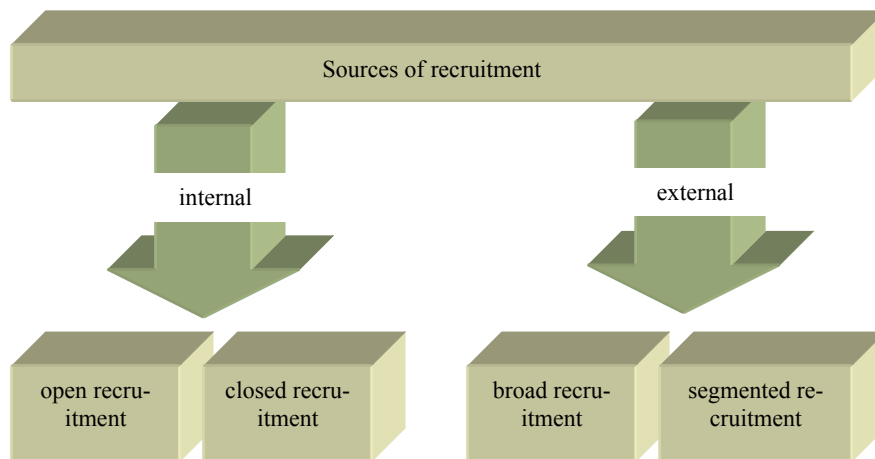 Sources of recruitment
internal
external
open recru-
itment
closed recru-
itment
broad recru-
itment
segmented re-
cruitment